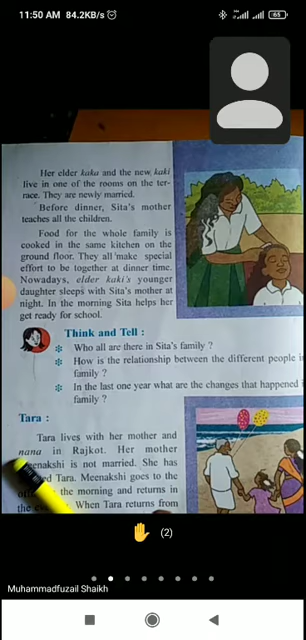 11:50 AM 84.2KB/s
65
Her elder kaka and the new kaki
live in one of the rooms on the ter-
race. They are newly married.
Before dinner, Sita's mother
teaches all the children.
Food for the whole family is
cooked in the same kitchen on the
ground floor. They all make special
effort to be together at dinner time.
Nowadays, elder kaki's younger
daughter sleeps with Sita's mother at
night. In the morning Sita helps her
get ready for school.
Think and Tell :
Who all are there in Sita's family ?
How is the relationship between the different people in
family ?
In the last one year what are the changes that happened
family ?
Tara :
Tara lives with her mother and
nana in Rajkot. Her mother
Meenakshi is not married. She has
Tara. Meenakshi goes to the
the morning and returns in
the When Tara returns from
(2)
Muhammadfuzail Shaikh